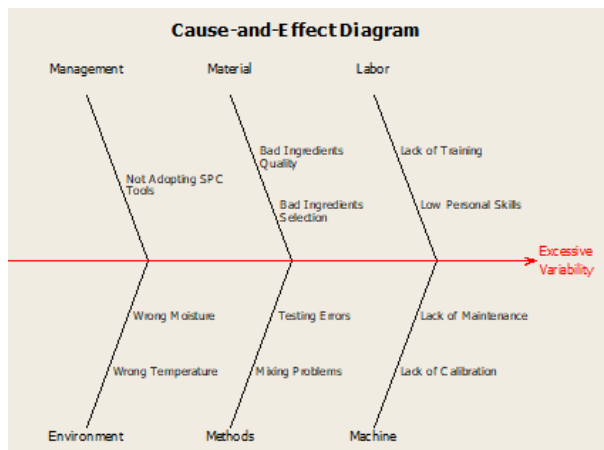 Cause-and-Effect Diagram
Management
Material
Labor
Bad Ingredients
Quality
Lack of Training
Not Adopting SPC
Tools
Bad Ingredients
Selection
Low Personal Skills
Excessive
Variability
Wrong Moisture
Testing Errors
Lack of Maintenance
Wrong Temperature
Mixing Problems
Lack of Calibration
Environment
Methods
Machine